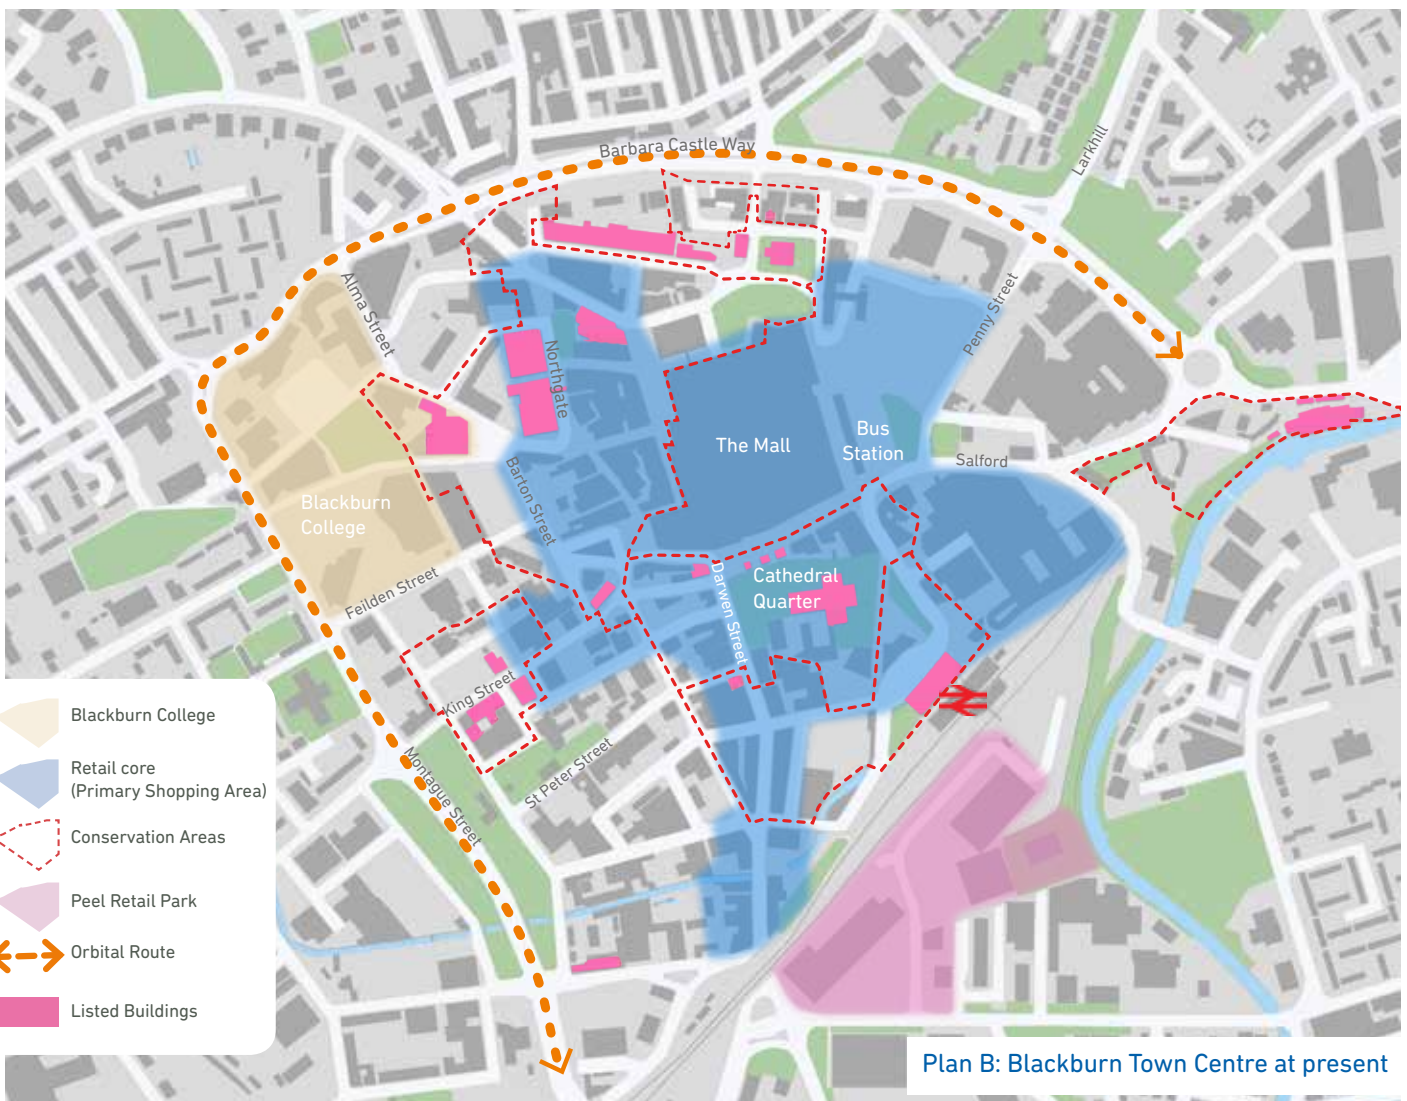 Barbara Castle Way
Larkhill
Alma Street
Penny Street
Northgate
The Mall
Bus
Station
Salford
Barton Street
Blackburn
College
Feilden Street
Darwen Street
Cathedral
Quarter
King Street
Montague Street
St Peter Street
Blackburn College
Retail core
(Primary Shopping Area)
Conservation Areas
Peel Retail Park
Orbital Route
Listed Buildings
Plan B: Blackburn Town Centre at present